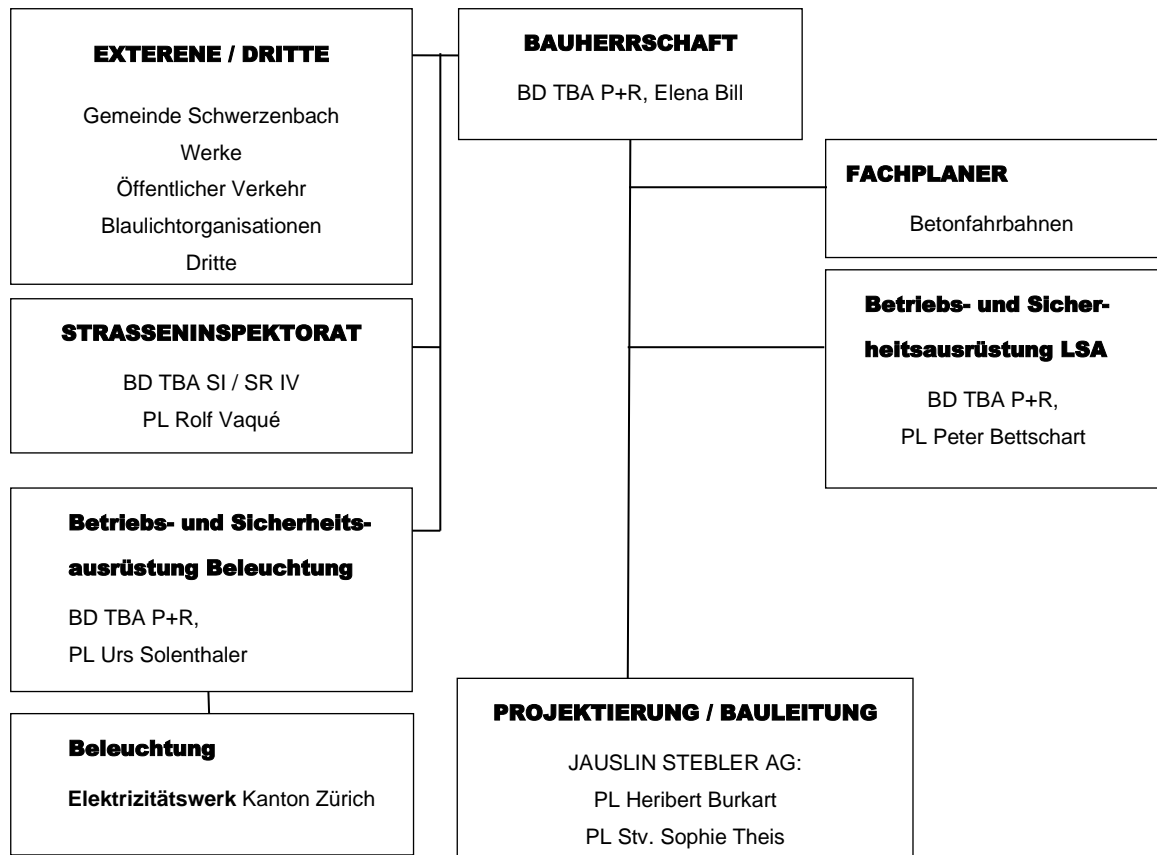 EXTERENE / DRITTE
Gemeinde Schwerzenbach
Werke
Öffentlicher Verkehr
Blaulichtorganisationen
Dritte
BAUHERRSCHAFT
BD TBA P+R, Elena Bill
FACHPLANER
Betonfahrbahnen
STRASSENINSPEKTORAT
BD TBA SI / SR IV
PL Rolf Vaqué
Betriebs- und Sicher-
heitsausrüstung LSA
BD TBA P+R,
PL Peter Bettschart
Betriebs- und Sicherheits-
ausrüstung Beleuchtung
BD TBA P+R,
PL Urs Solenthaler
Beleuchtung
Elektrizitätswerk Kanton Zürich
PROJEKTIERUNG / BAULEITUNG
JAUSLIN STEBLER AG:
PL Heribert Burkart
PL Stv. Sophie Theis